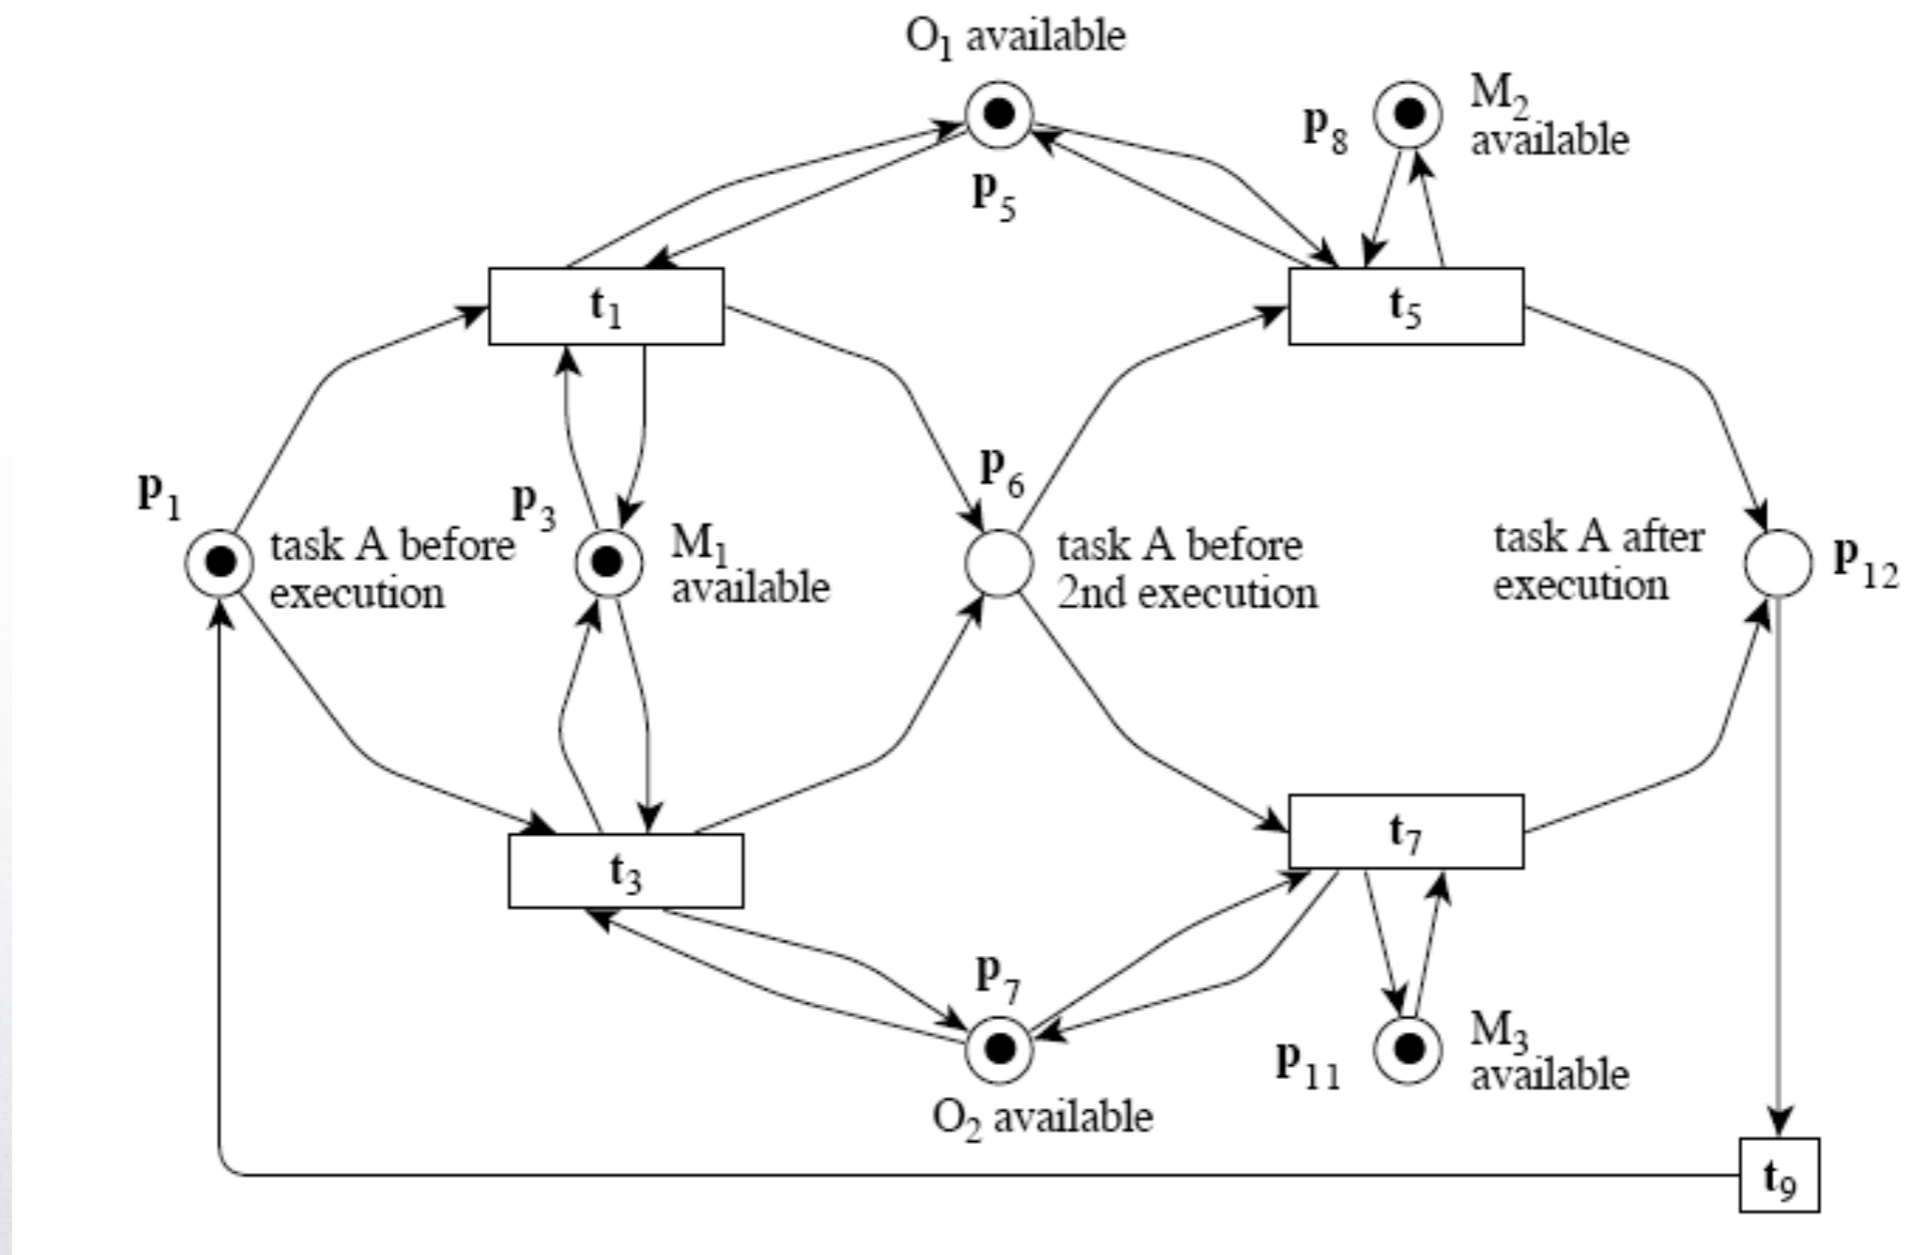 O1 available
p8
M2
available
p5
t1
t5
p1
task A before
execution
p3
M1
available
p6
task A before
2nd execution
task A after
execution
p12
t3
t7
p7
O2 available
p11
M3
available
t9